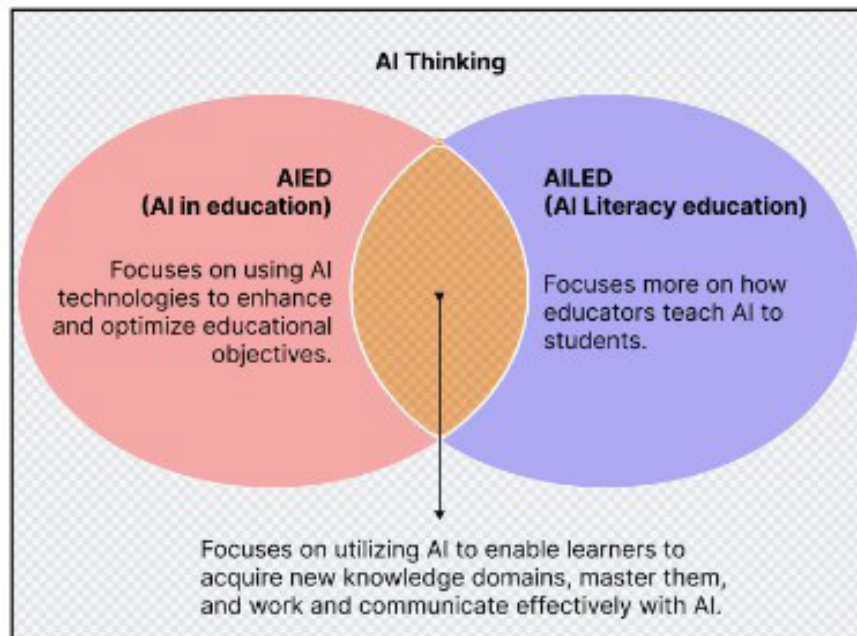 AI Thinking
AIED
(AI in education)
Focuses on using AI
technologies to enhance
and optimize educational
objectives.
AILED
(AI Literacy education)
Focuses more on how
educators teach AI to
students.
Focuses on utilizing AI to enable learners to
acquire new knowledge domains, master them,
and work and communicate effectively with AI.